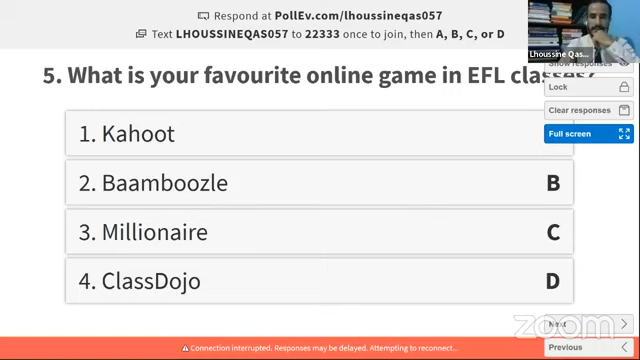 Respond at PollEv.com/lhoussineqas057
Text LHOUSSINEQAS057 to 22333 once to join, then A, B, C, or D
Lhoussine Qas...
5. What is your favourite online game in EFL classes?
Show responses
Lock
Clear responses
Full screen
1. Kahoot
2. Baamboozle B
3. Millionaire C
4. ClassDojo D
Next
zoom
Previous
Connection interrupted. Responses may be delayed. Attempting to reconnect...